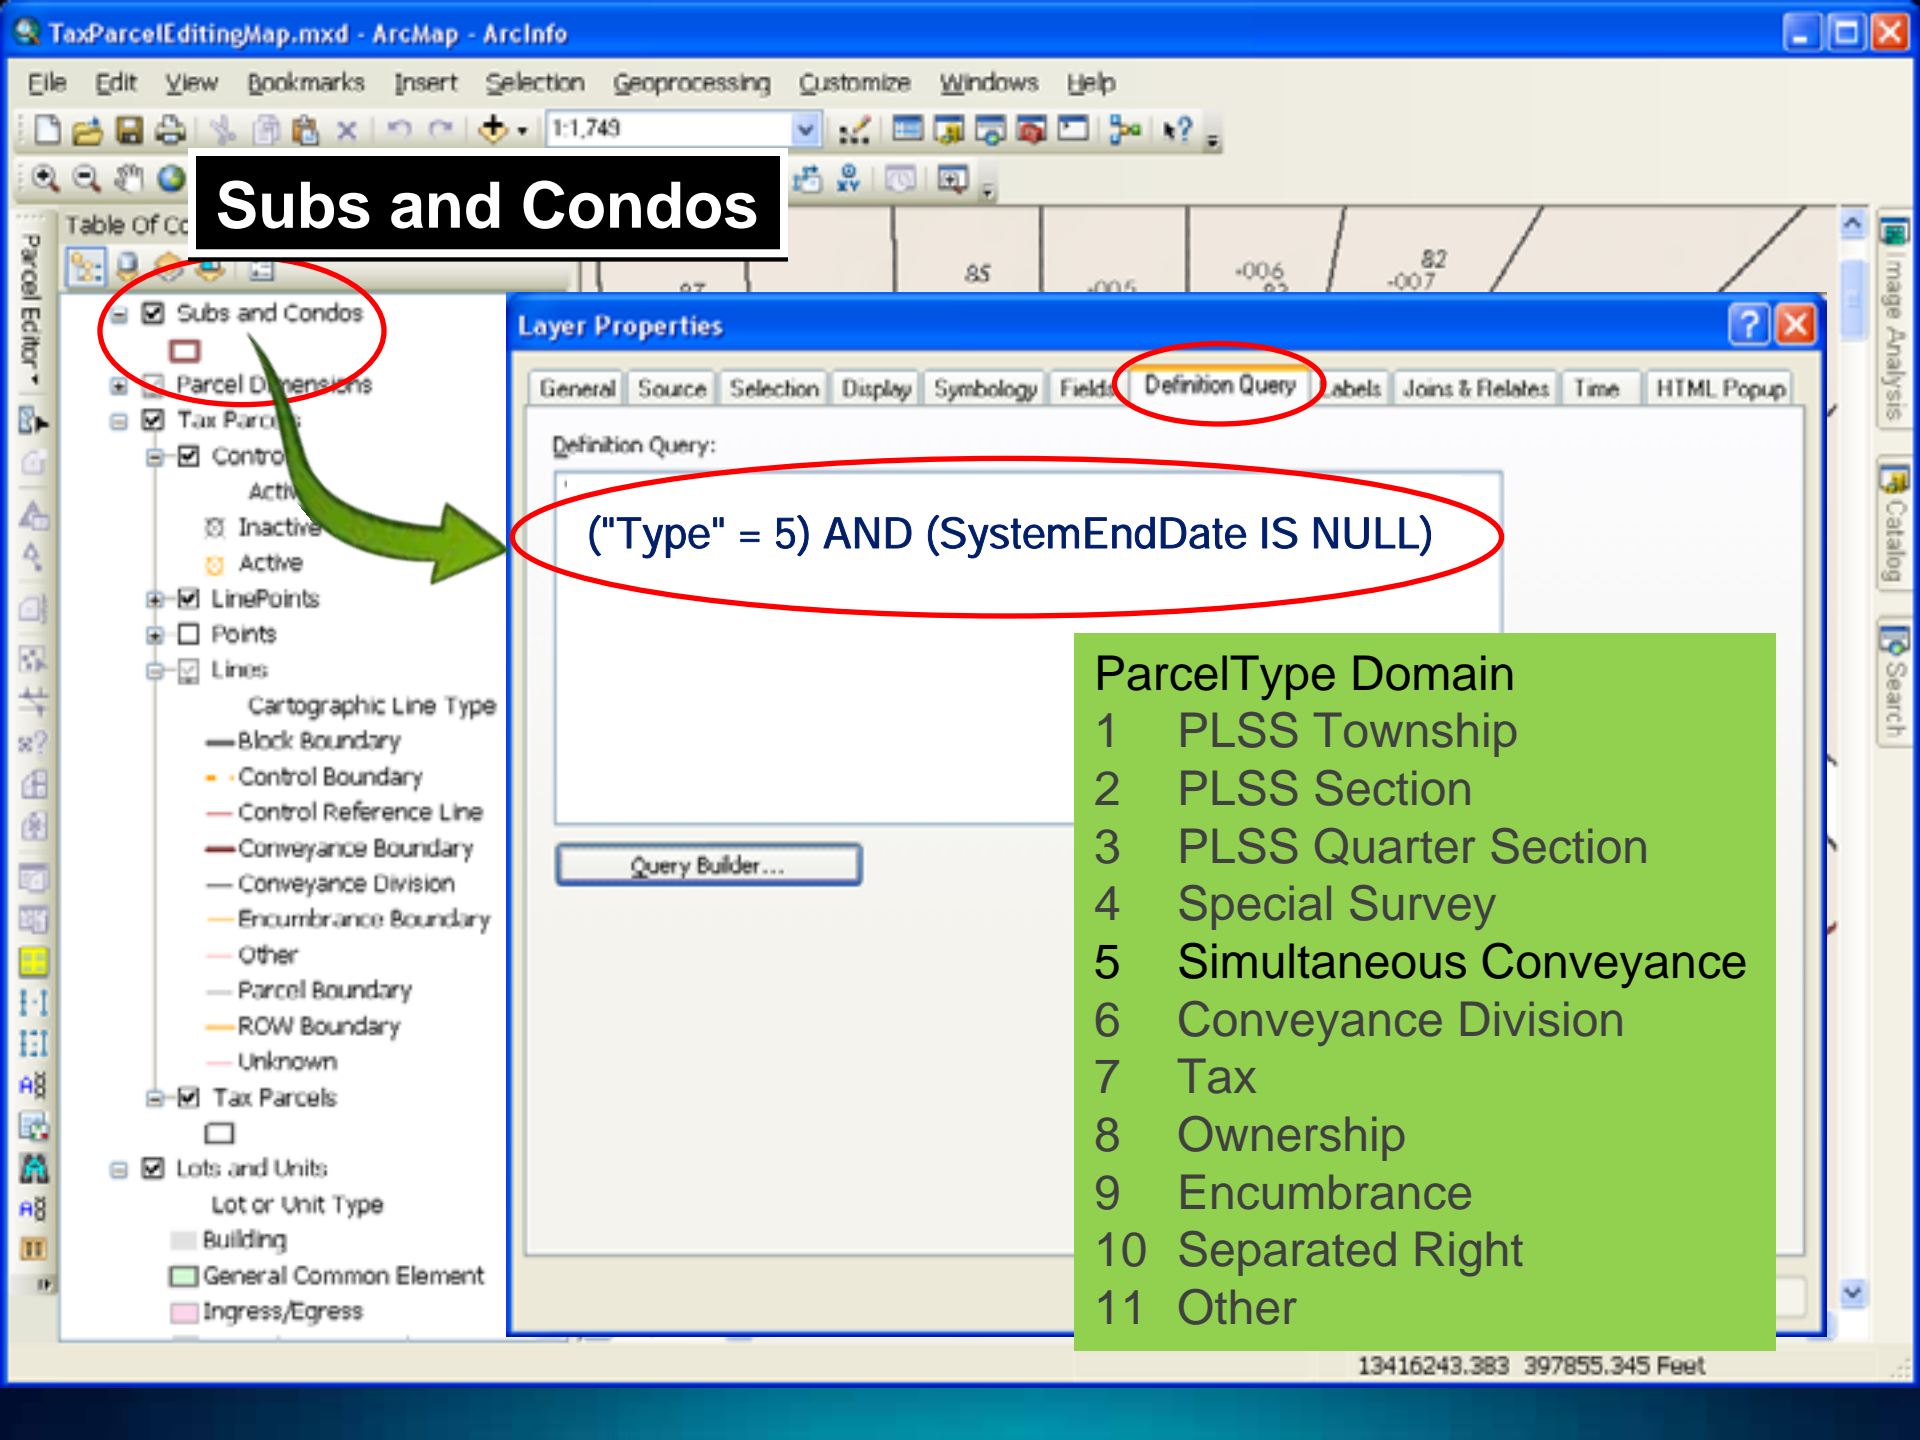 TaxParcelEditingMap.mxd - ArcMap - ArcInfo
File Edit View Bookmarks Insert Selection Geoprocessing Customize Windows Help
1:1,749
Subs and Condos
Table Of
Parcel Editor
Image Analysis
Catalog
Search
85
-005
-006
82
-007
Subs and Condos
Parcel Dimensions
Tax Parcels
Inactive
Active
LinePoints
Points
Lines
Cartographic Line Type
Block Boundary
Control Boundary
Control Reference Line
Conveyance Boundary
Conveyance Division
Encumbrance Boundary
Other
Parcel Boundary
ROW Boundary
Unknown
Tax Parcels
Lots and Units
Lot or Unit Type
Building
General Common Element
Ingress/Egress
Layer Properties
General Source Selection Display Symbology Fields Definition Query Labels Joins & Relates Time HTML Popup
Definition Query:
("Type" = 5) AND (SystemEndDate IS NULL)
Query Builder...
ParcelType Domain
1 PLSS Township
2 PLSS Section
3 PLSS Quarter Section
4 Special Survey
5 Simultaneous Conveyance
6 Conveyance Division
7 Tax
8 Ownership
9 Encumbrance
10 Separated Right
11 Other
13416243.383 397855.345 Feet